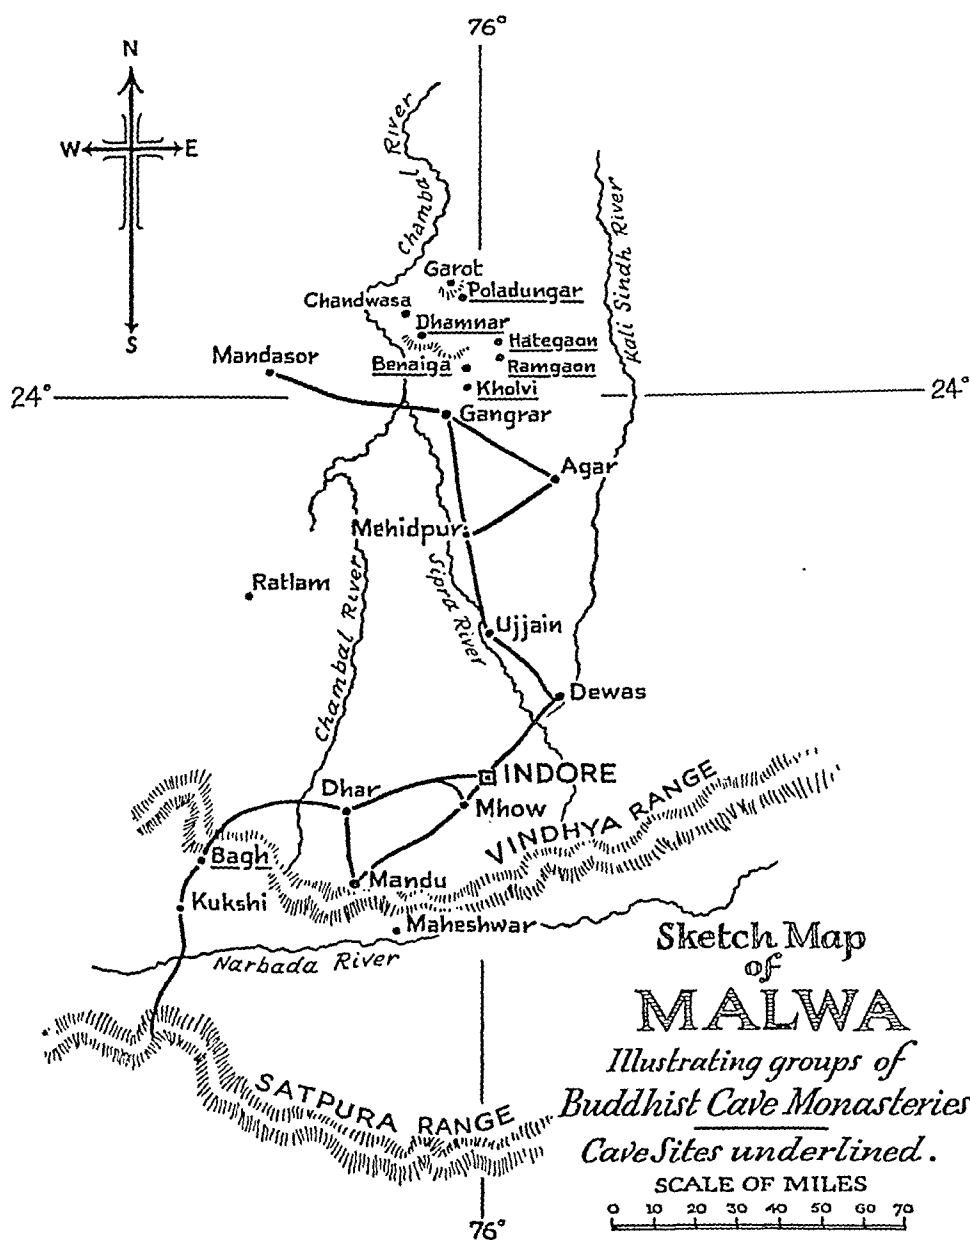 76°
N
W E
S
Chambal River
Kali Sindh River
Garot
Poladungar
Chandwasa
Dhamnar
Hategaon
Mandasor
Benaiga
Ramgaon
Kholvi
24° 24°
Gangrar
Agar
Mehidpur
Ratlam
Chambal River
Sipra River
Ujjain
Dewas
INDORE
Dhar
Mhow
VINDHYA RANGE
Bagh
Mandu
Kukshi
Maheshwar
Narbada River
SATPURA RANGE
Sketch Map
of
MALWA
Illustrating groups of
Buddhist Cave Monasteries
Cave Sites underlined.
SCALE OF MILES
0 10 20 30 40 50 60 70
76°